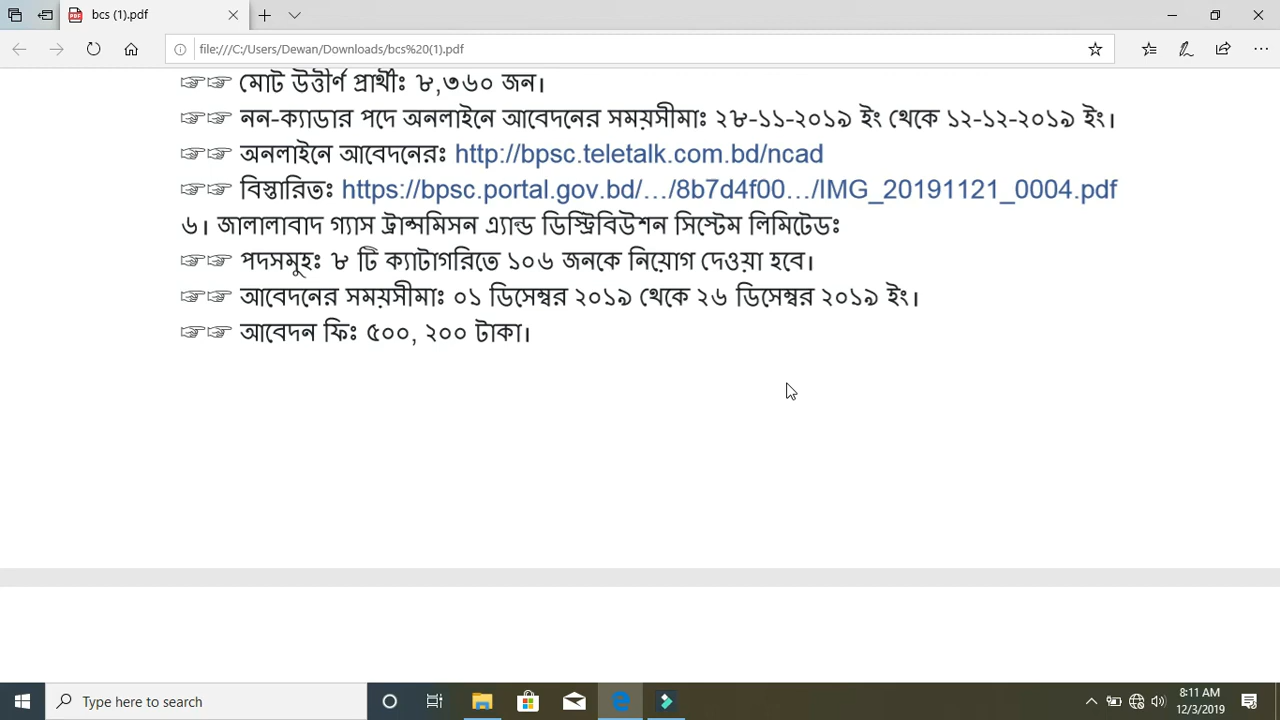 bcs (1).pdf
file:///C:/Users/Dewan/Downloads/bcs%20(1).pdf
☞☞ মোট উত্তীর্ণ প্রার্থীঃ ৮,৩৬০ জন।
☞☞ নন-ক্যাডার পদে অনলাইনে আবেদনের সময়সীমাঃ ২৮-১১-২০১৯ ইং থেকে ১২-১২-২০১৯ ইং।
☞☞ অনলাইনে আবেদনেরঃ http://bpsc.teletalk.com.bd/ncad
☞☞ বিস্তারিতঃ https://bpsc.portal.gov.bd/…/8b7d4f00…/IMG_20191121_0004.pdf
৬। জালালাবাদ গ্যাস ট্রান্সমিসন এ্যান্ড ডিস্ট্রিবিউশন সিস্টেম লিমিটেডঃ
☞☞ পদসমুহঃ ৮ টি ক্যাটাগরিতে ১০৬ জনকে নিয়োগ দেওয়া হবে।
☞☞ আবেদনের সময়সীমাঃ ০১ ডিসেম্বর ২০১৯ থেকে ২৬ ডিসেম্বর ২০১৯ ইং।
☞☞ আবেদন ফিঃ ৫০০, ২০০ টাকা।
Type here to search
8:11 AM
12/3/2019